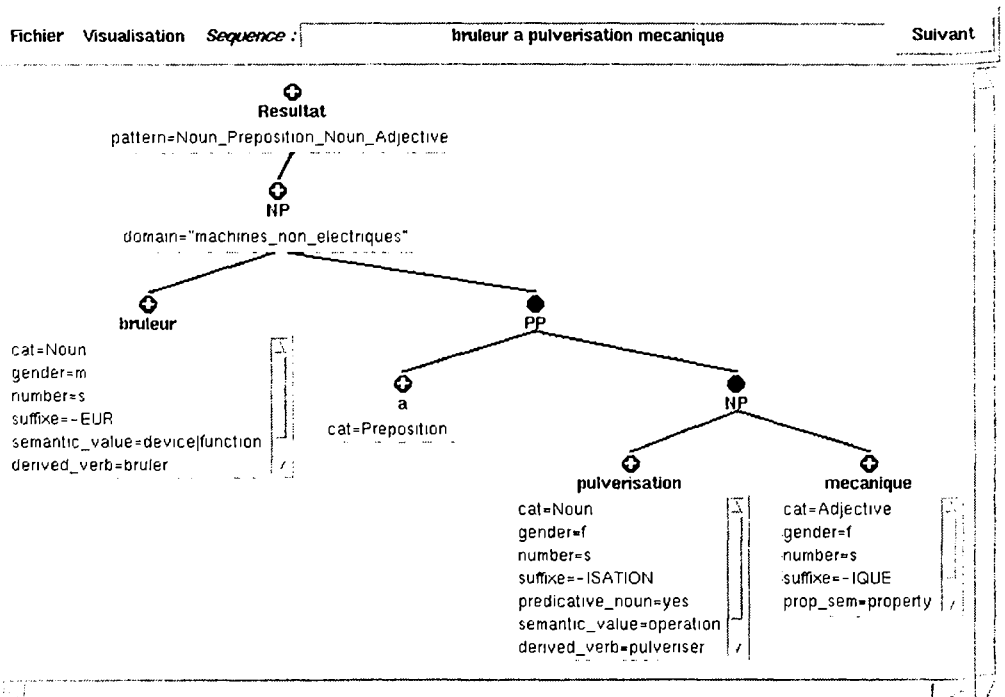 Fichier Visualisation Sequence : bruleur a pulverisation mecanique Suivant
Resultat
pattern=Noun_Preposition_Noun_Adjective
NP
domain="machines_non_electriques"
bruleur
cat=Noun
gender=m
number=s
suffixe=-EUR
semantic_value=device|function
derived_verb=bruler
PP
a
cat=Preposition
NP
pulverisation
cat=Noun
gender=f
number=s
suffixe=-ISATION
predicative_noun=yes
semantic_value=operation
derived_verb=pulveriser
mecanique
cat=Adjective
gender=f
number=s
suffixe=-IQUE
prop_sem=property